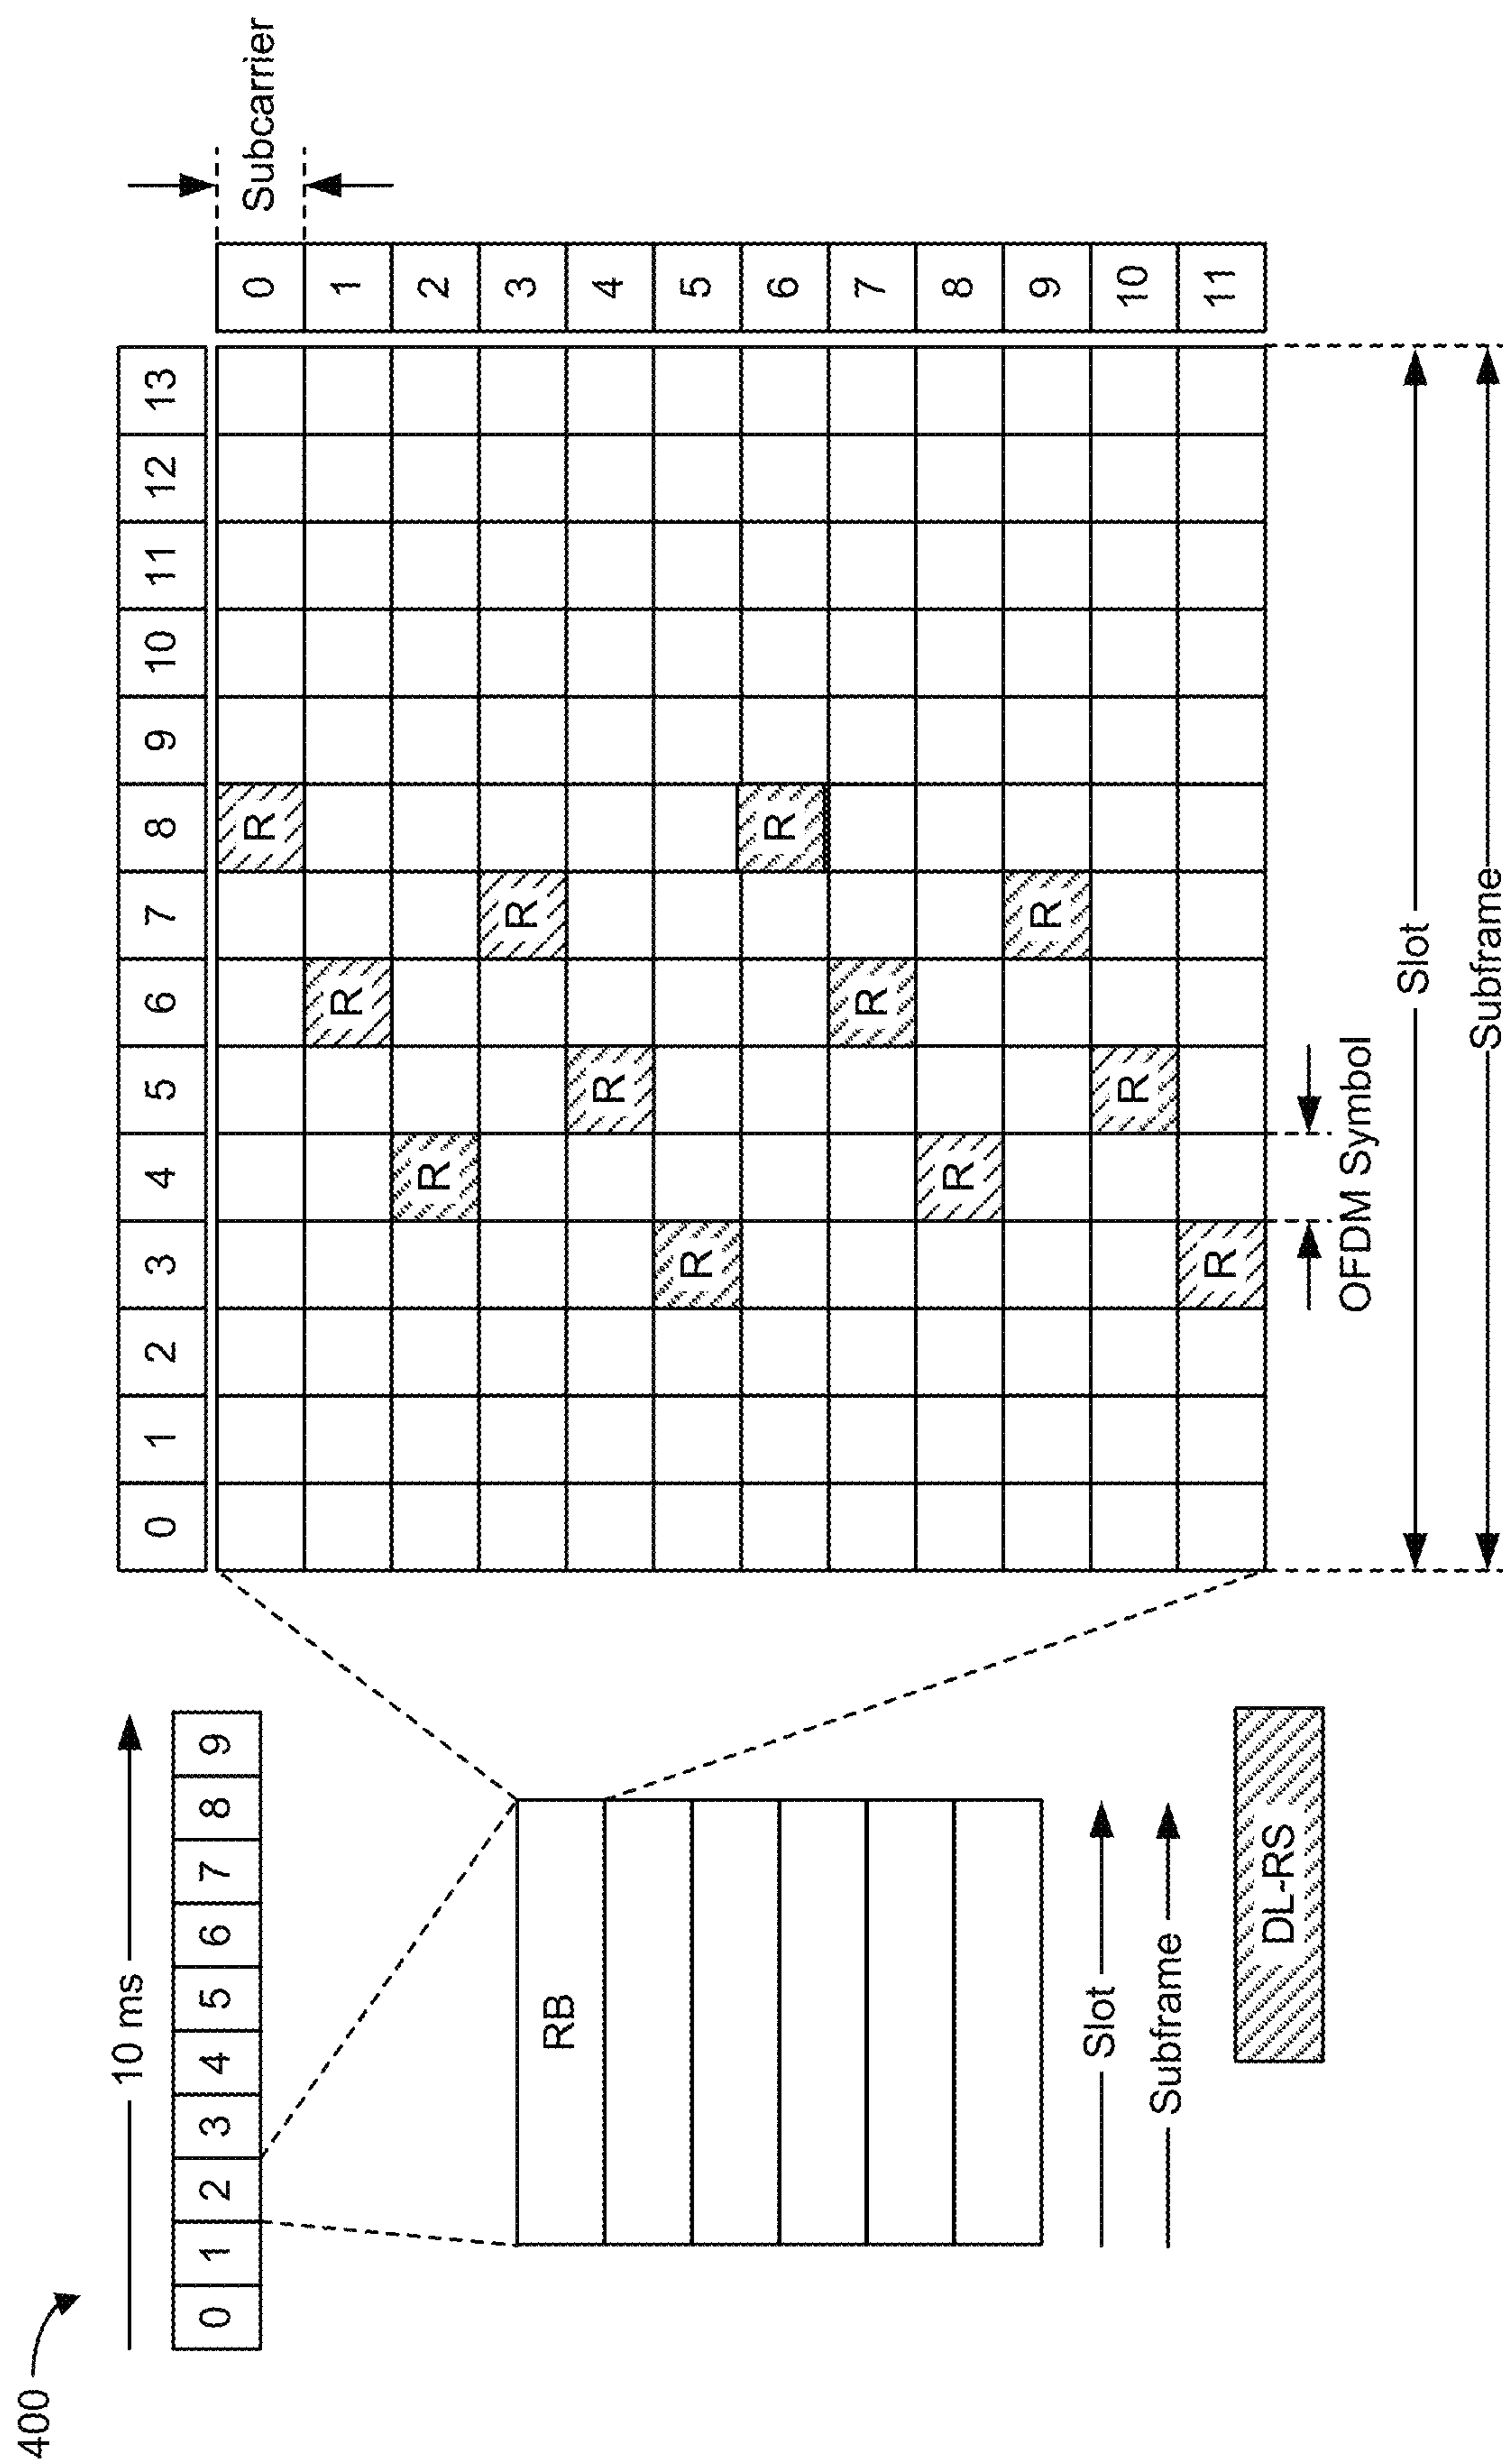 400
10 ms
0 1 2 3 4 5 6 7 8 9
RB
Slot
Subframe
DL-RS
0 1 2 3 4 5 6 7 8 9 10 11 12 13
Subcarrier
R 0
R 1
R 2
R 3
R 4
R 5
R 6
R 7
R 8
R 9
R 10
R 11
OFDM Symbol
Slot
Subframe